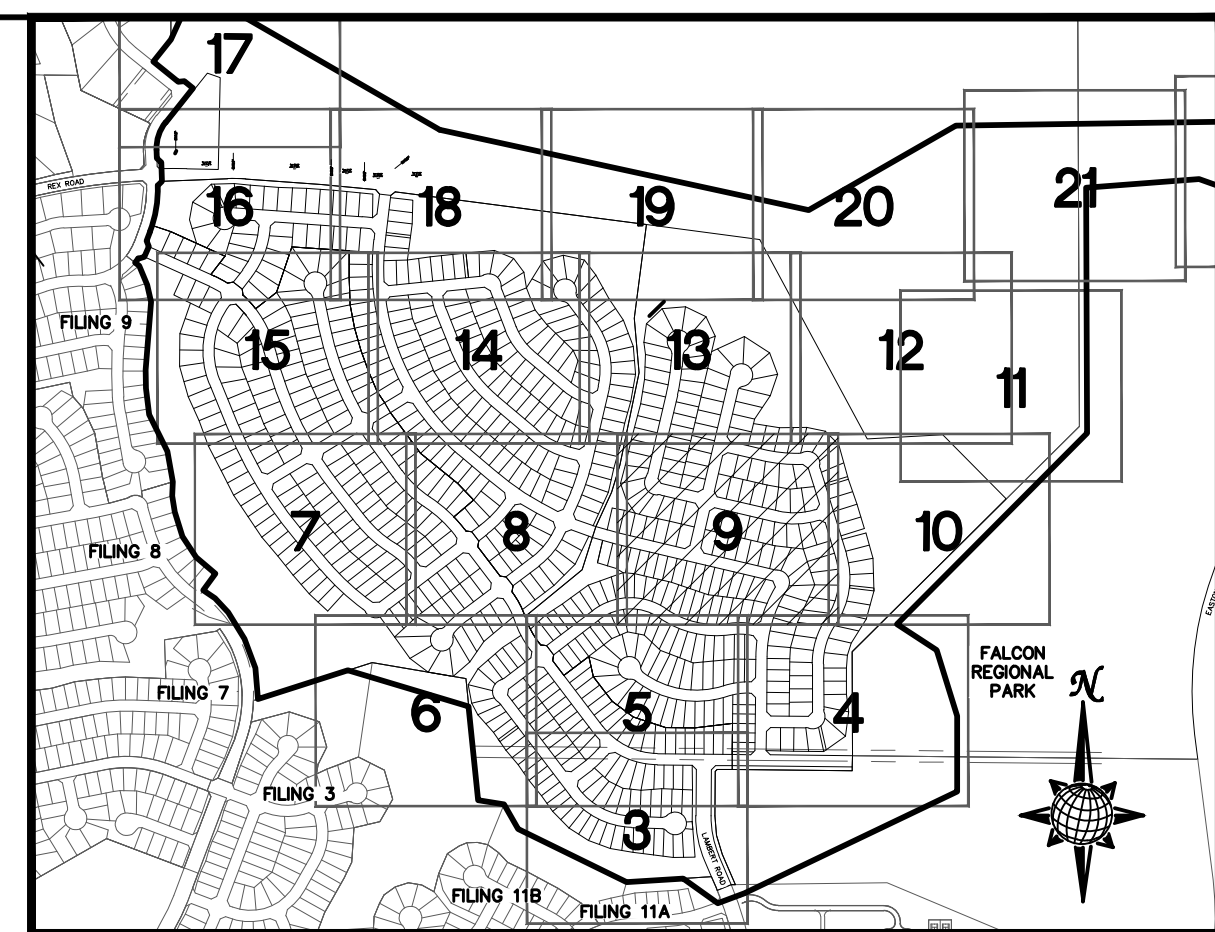 17
REX ROAD
16
18
19
20
21
FILING 9
15
14
13
12
11
7
8
9
10
FILING 8
FALCON
REGIONAL
PARK
N
FILING 7
6
5
4
FILING 3
3
LAMBERT ROAD
FILING 11B
FILING 11A